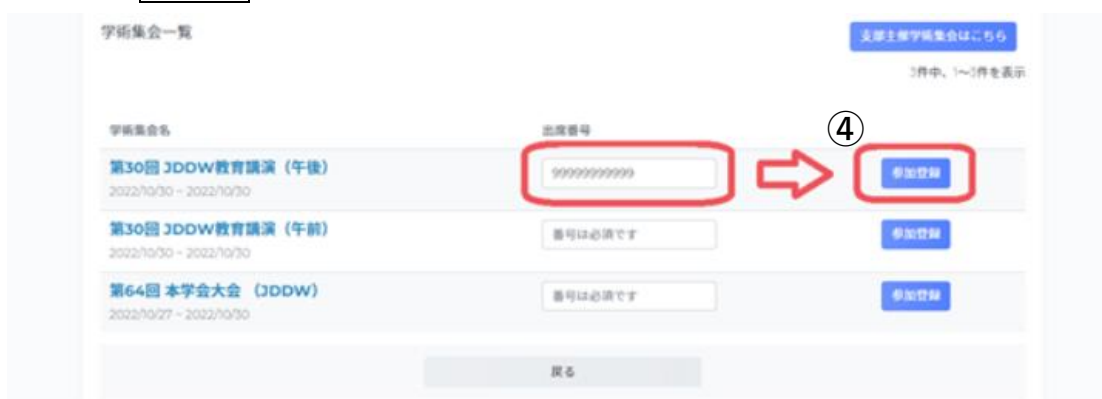 学術集会一覧
支部主催学術集会はこちら
3件中、1〜3件を表示
学術集会名 出席番号
④
第30回 JDDW教育講演（午後） 99999999999 参加登録
2022/10/30 ~ 2022/10/30
第30回 JDDW教育講演（午前） 番号は必須です 参加登録
2022/10/30 ~ 2022/10/30
第64回 本学会大会 （JDDW） 番号は必須です 参加登録
2022/10/27 ~ 2022/10/30
戻る